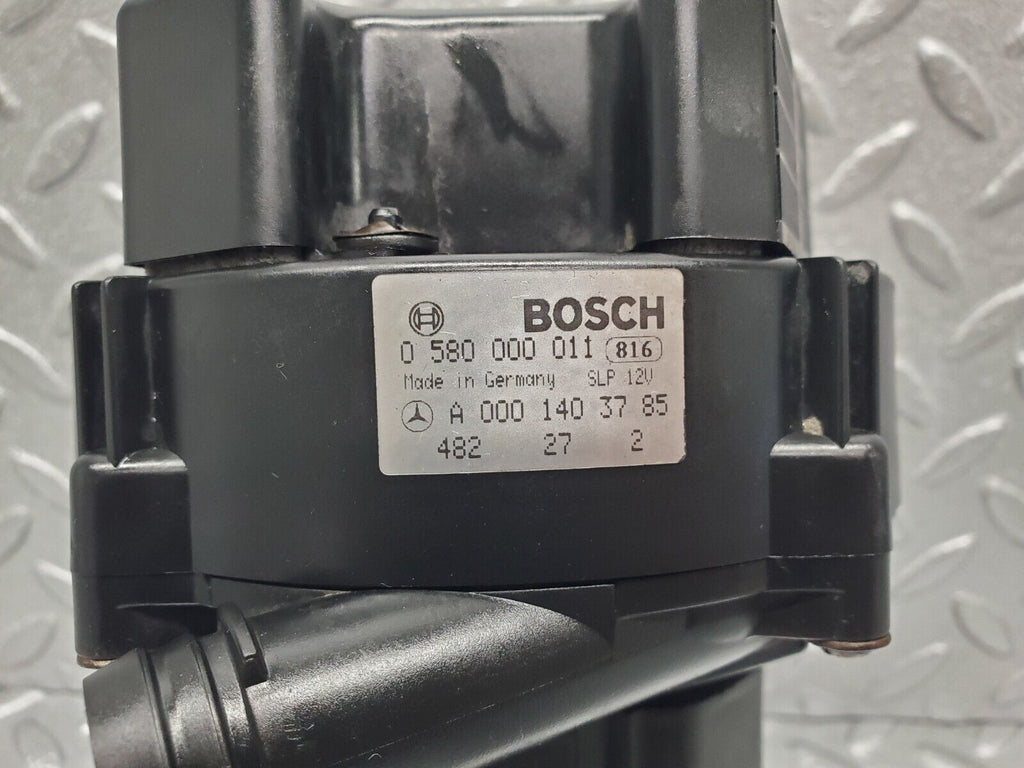 BOSCH
0 580 000 011 816
Made in Germany SLP 12V
A 000 140 37 85
482 27 2